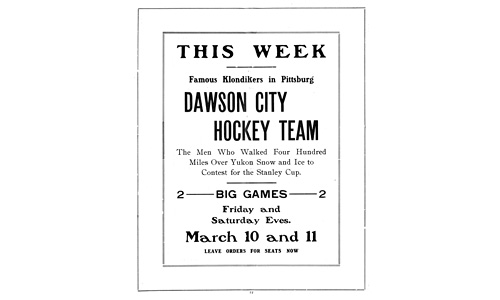 THIS WEEK
Famous Klondikers in Pittsburg
DAWSON CITY
HOCKEY TEAM
The Men Who Walked Four Hundred
Miles Over Yukon Snow and Ice to
Contest for the Stanley Cup.
2——BIG GAMES——2
Friday and
Saturday Eves.
March 10 and 11
LEAVE ORDERS FOR SEATS NOW